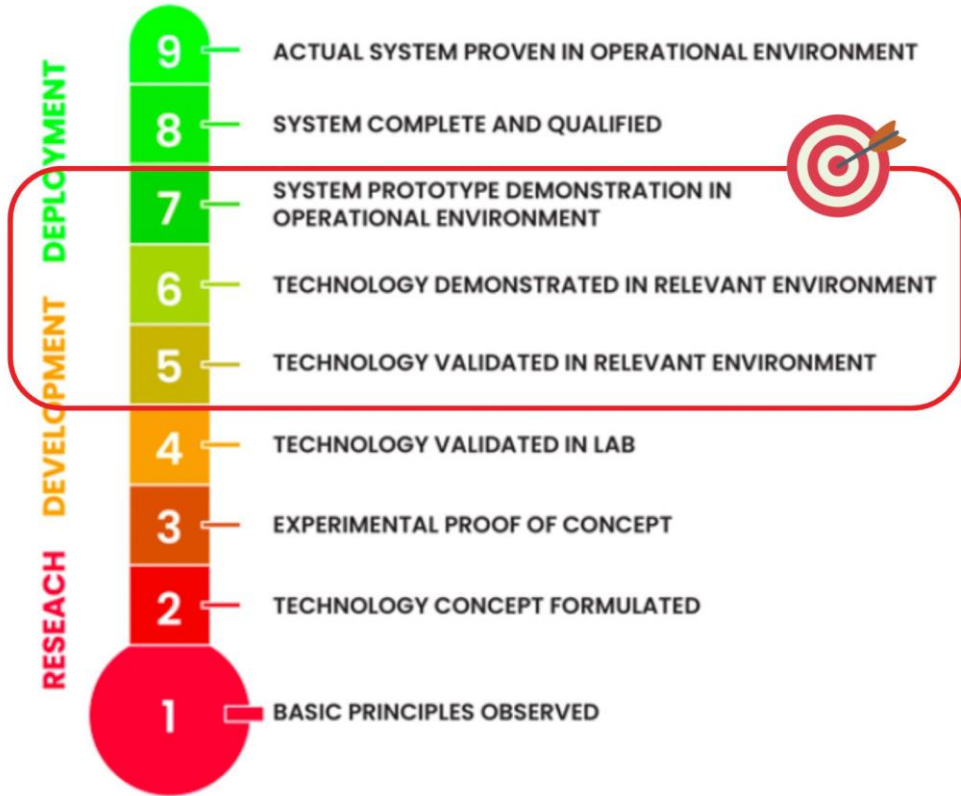 9 ACTUAL SYSTEM PROVEN IN OPERATIONAL ENVIRONMENT
8 SYSTEM COMPLETE AND QUALIFIED
7 SYSTEM PROTOTYPE DEMONSTRATION IN
OPERATIONAL ENVIRONMENT
6 TECHNOLOGY DEMONSTRATED IN RELEVANT ENVIRONMENT
5 TECHNOLOGY VALIDATED IN RELEVANT ENVIRONMENT
4 TECHNOLOGY VALIDATED IN LAB
3 EXPERIMENTAL PROOF OF CONCEPT
2 TECHNOLOGY CONCEPT FORMULATED
1 BASIC PRINCIPLES OBSERVED
DEPLOYMENT
DEVELOPMENT
RESEACH